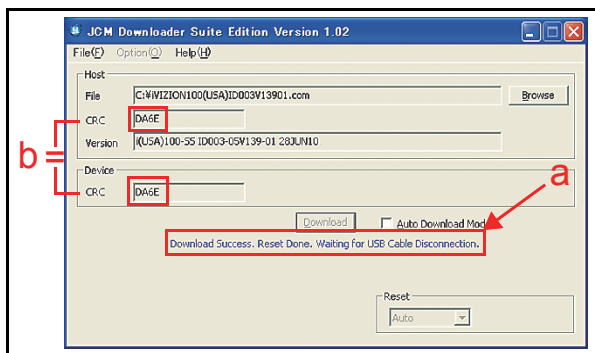 JCM Downloader Suite Edition Version 1.02
File(F) Option(O) Help(H)
Host
File C:¥iVIZION100(USA)ID003V13901.com Browse
CRC DA6E
Version i(USA)100-SS ID003-05V139-01 28JUN10
b =
Device
CRC DA6E
a
Download Auto Download Mod
Download Success. Reset Done. Waiting for USB Cable Disconnection.
Reset
Auto